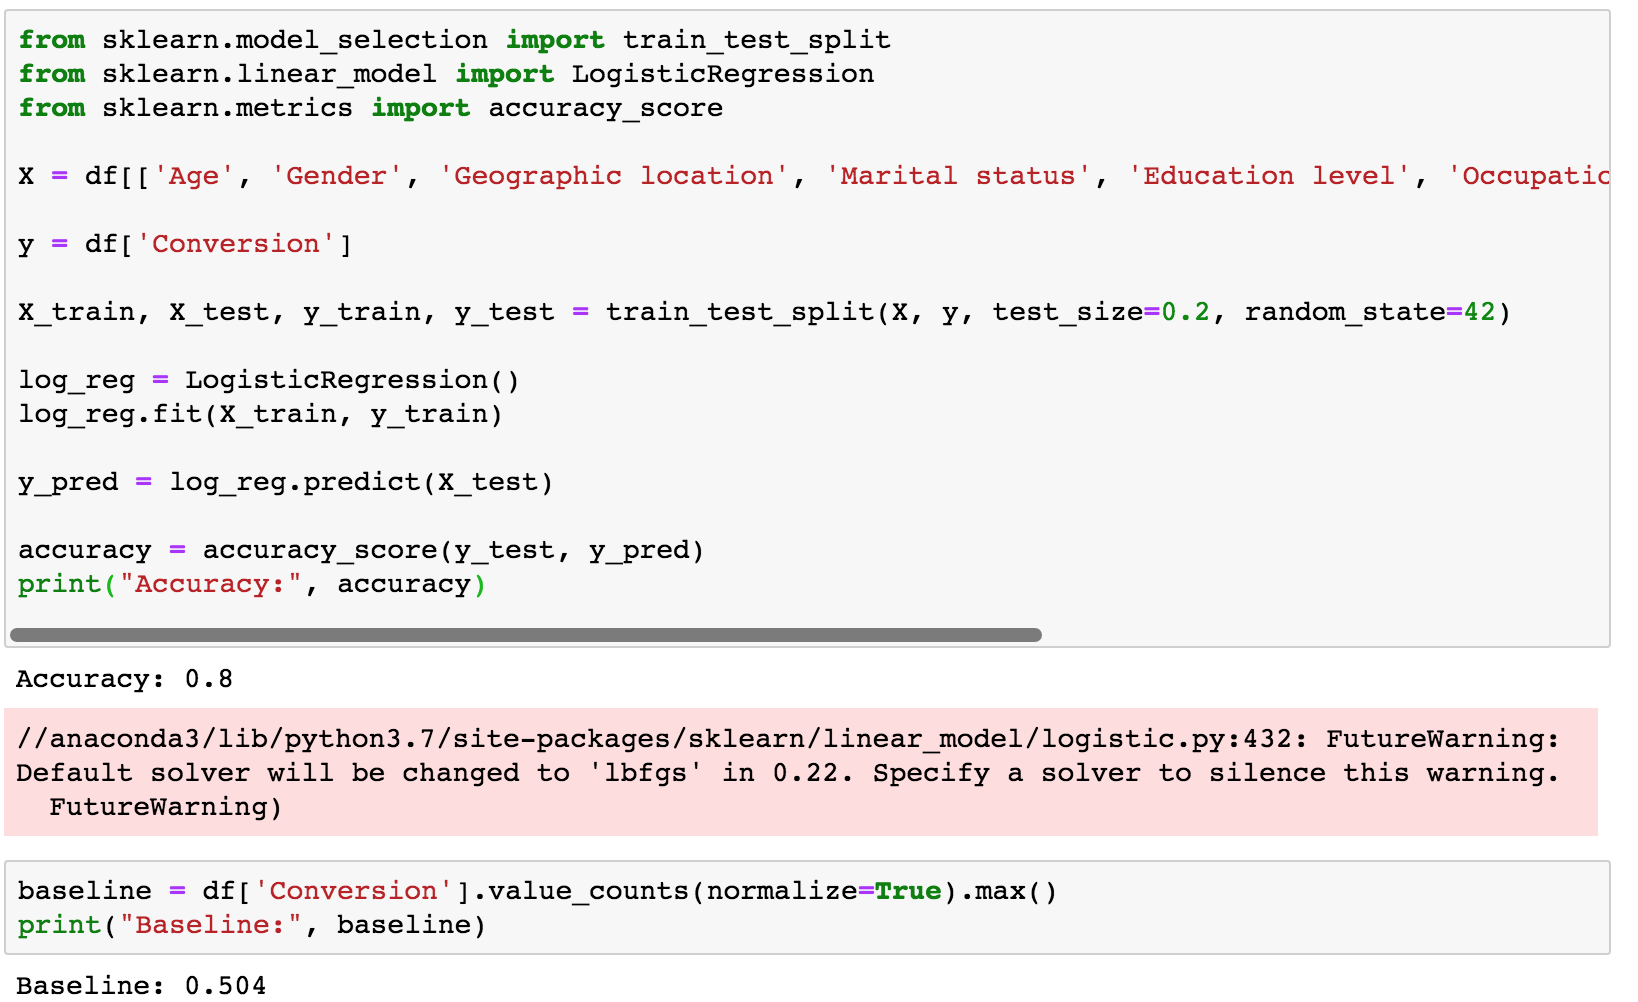 from sklearn.model_selection import train_test_split
from sklearn.linear_model import LogisticRegression
from sklearn.metrics import accuracy_score
X = df[['Age', 'Gender', 'Geographic location', 'Marital status', 'Education level', 'Occupatio
y = df['Conversion']
X_train, X_test, y_train, y_test = train_test_split(X, y, test_size=0.2, random_state=42)
log_reg = LogisticRegression()
log_reg.fit(X_train, y_train)
y_pred = log_reg.predict(X_test)
accuracy = accuracy_score(y_test, y_pred)
print("Accuracy:", accuracy)
Accuracy: 0.8
//anaconda3/lib/python3.7/site-packages/sklearn/linear_model/logistic.py:432: FutureWarning:
Default solver will be changed to 'lbfgs' in 0.22. Specify a solver to silence this warning.
  FutureWarning)
baseline = df['Conversion'].value_counts(normalize=True).max()
print("Baseline:", baseline)
Baseline: 0.504